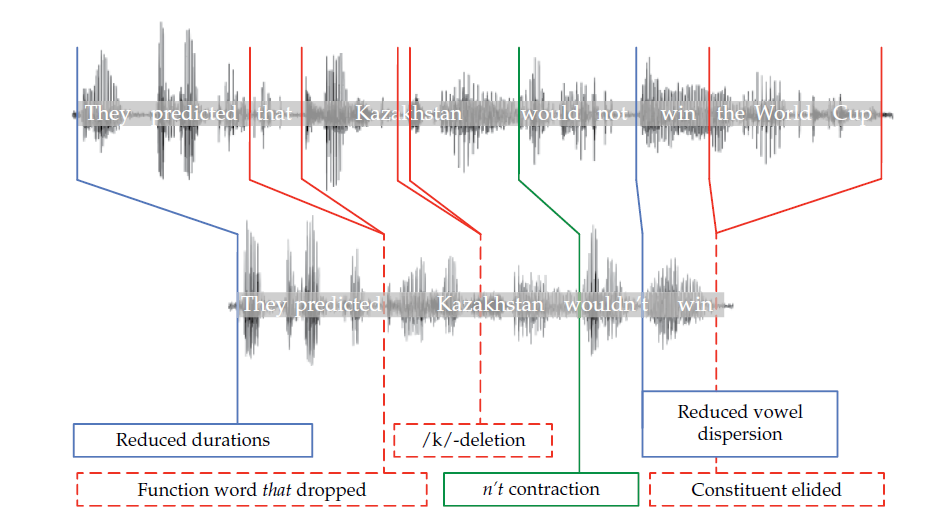 They predicted that Kazakhstan would not win the World Cup
They predicted Kazakhstan wouldn't win
Reduced durations
/k/-deletion
Reduced vowel
dispersion
Function word that dropped
n't contraction
Constituent elided